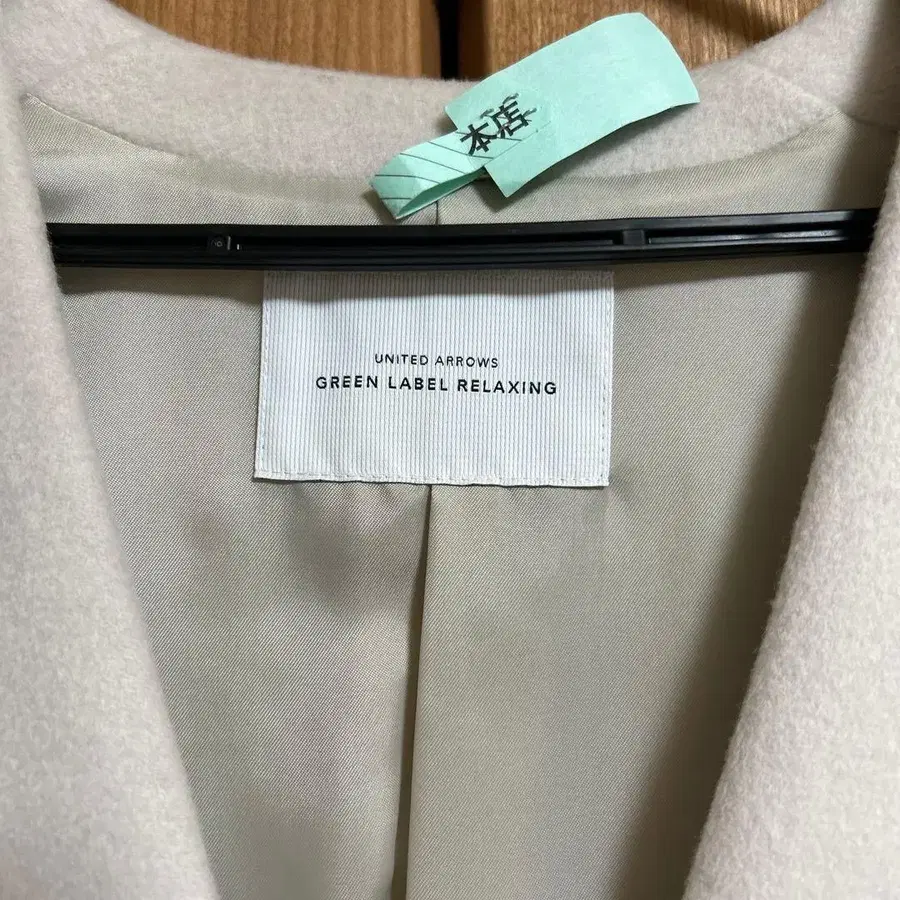 本店
UNITED ARROWS
GREEN LABEL RELAXING